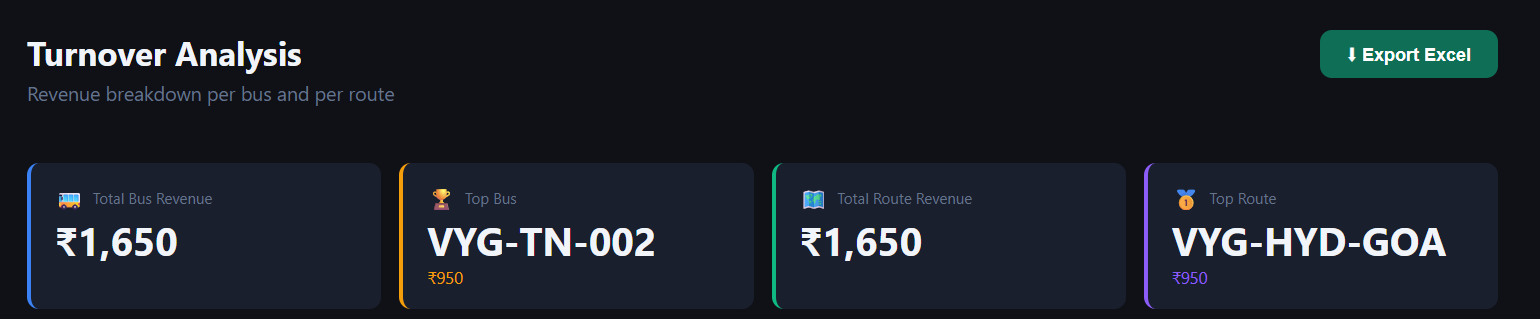 Turnover Analysis
Revenue breakdown per bus and per route
⬇ Export Excel
Total Bus Revenue
₹1,650
Top Bus
VYG-TN-002
₹950
Total Route Revenue
₹1,650
Top Route
VYG-HYD-GOA
₹950